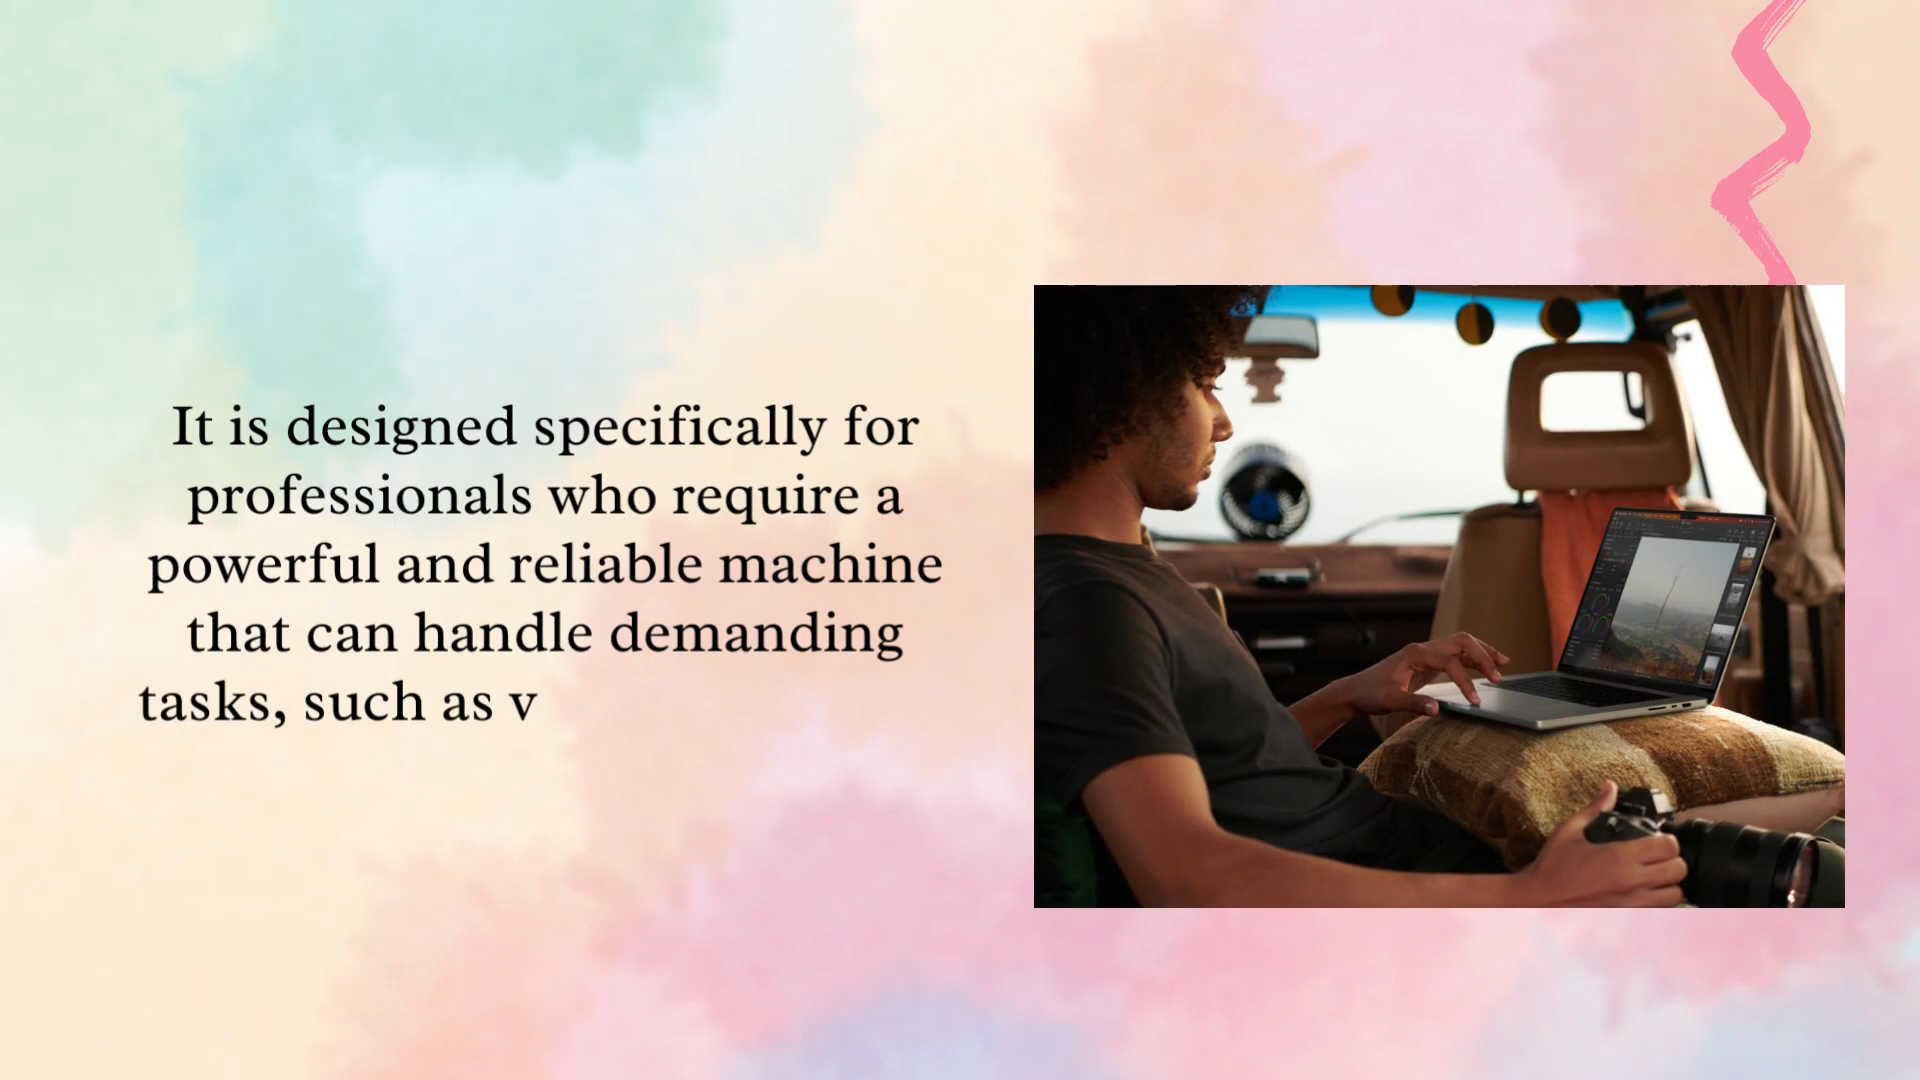 It is designed specifically for
professionals who require a
powerful and reliable machine
that can handle demanding
tasks, such as v